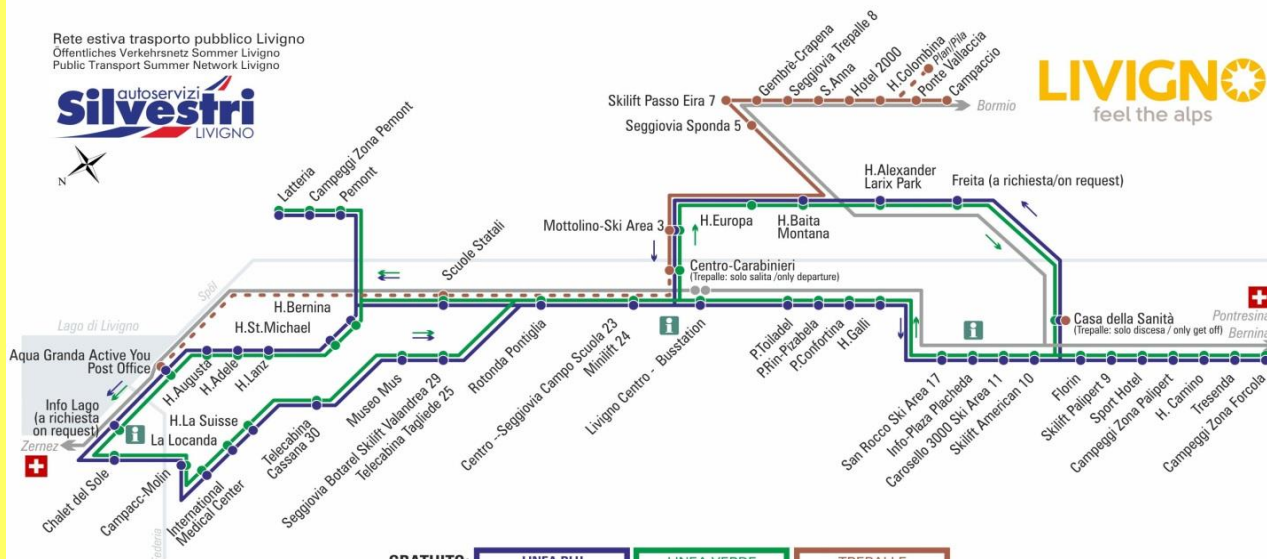 Rete estiva trasporto pubblico Livigno
Öffentliches Verkehrsnetz Sommer Livigno
Public Transport Summer Network Livigno
autoservizi
Silvestri
LIVIGNO
N
LIVIGNO
feel the alps
Skilift Passo Eira 7
Seggiovia Sponda 5
Gembrè-Crapena
Seggiovia Trepalle 8
S.Anna
Hotel 2000
H.Colombina
Plan/Pila
Ponte Vallaccia
Campaccio
Bormio
Latteria
Campeggi Zona Pemont
Pemont
Scuole Statali
Mottolino-Ski Area 3
H.Europa
H.Baita
Montana
H.Alexander
Larix Park
Freita (a richiesta/on request)
Centro-Carabinieri
(Trepalle: solo salita /only departure)
Casa della Sanità
(Trepalle: solo discesa / only get off)
Pontresina
Bernina
Spöl
Lago di Livigno
H.Bernina
H.St.Michael
Aqua Granda Active You
Post Office
H.Augusta
H.Adele
H.Lanz
Info Lago
(a richiesta
on request)
Zernez
i
H.La Suisse
La Locanda
Chalet del Sole
Campacc-Molin
International
Medical Center
Telecabina
Cassana 30
Museo Mus
Seggiovia Botarel Skilift Valandrea 29
Telecabina Tagliede 25
Rotonda Pontiglia
Centro --Seggiovia Campo Scuola 23
Minilift 24
i
Livigno Centro - Busstation
P.Toiladel
P.Rin-Pizabela
P.Confortina
H.Galli
i
San Rocco Ski Area 17
Info-Plaza Placheda
Carosello 3000 Ski Area 11
Skilift American 10
Florin
Skilift Palipert 9
Sport Hotel
Campeggi Zona Palipert
H. Camino
Tresenda
Campeggi Zona Forcola
GRATUITO:
LINEA BLU
LINEA VERDE
TREPALLE